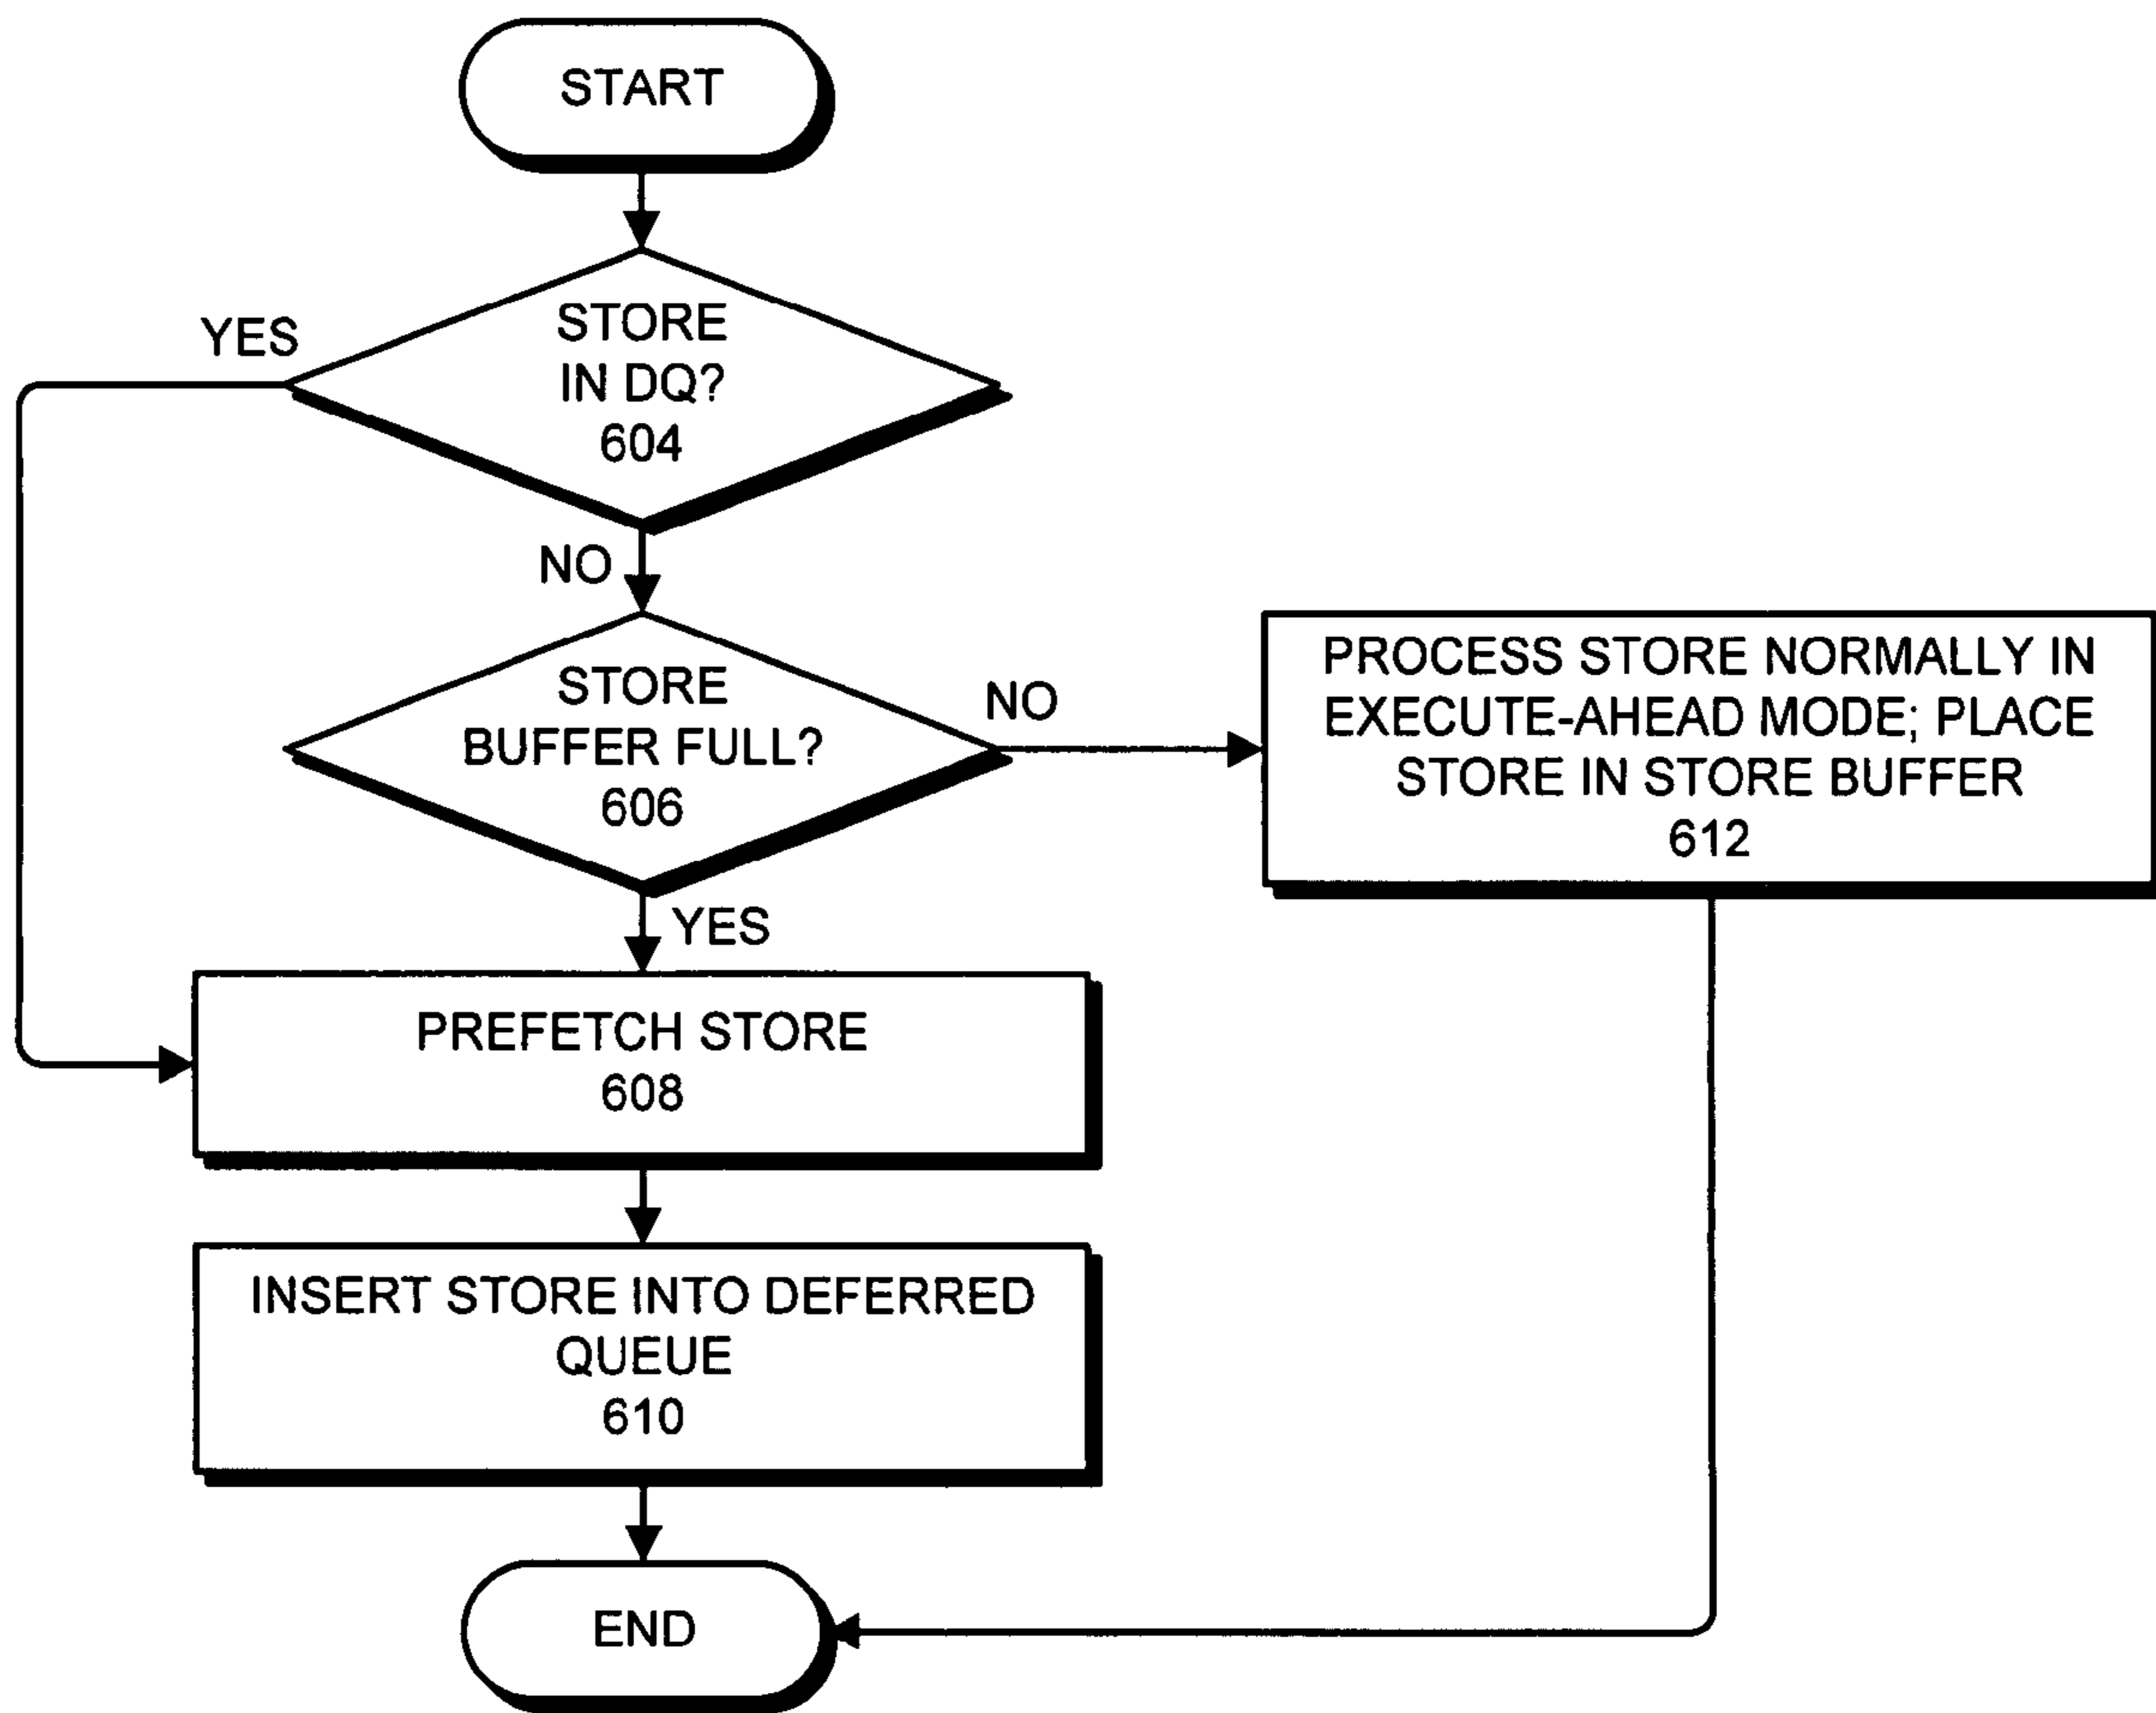 START
STORE
IN DQ?
604
YES
NO
STORE
BUFFER FULL?
606
NO
YES
PROCESS STORE NORMALLY IN
EXECUTE-AHEAD MODE; PLACE
STORE IN STORE BUFFER
612
PREFETCH STORE
608
INSERT STORE INTO DEFERRED
QUEUE
610
END